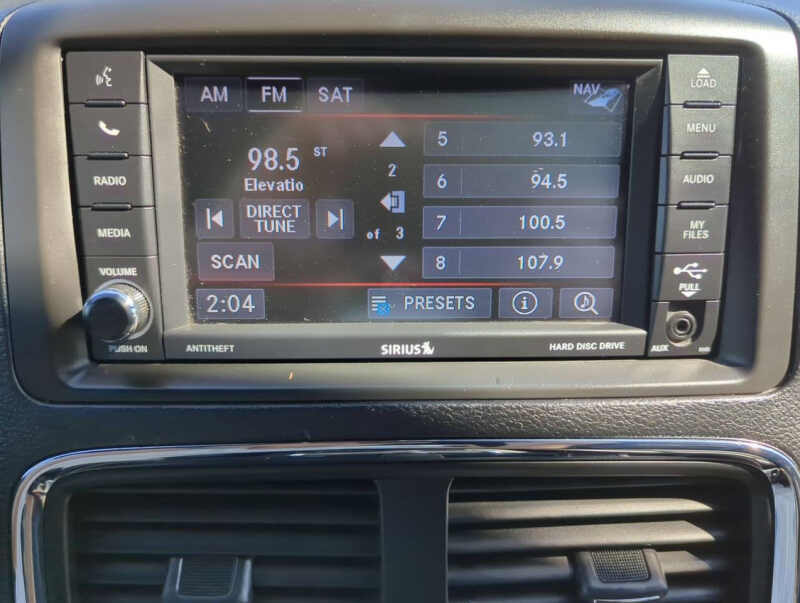 AM FM SAT NAV
98.5 ST
Elevatio
DIRECT
TUNE
SCAN
2:04
2
of 3
5 93.1
6 94.5
7 100.5
8 107.9
PRESETS
RADIO
MEDIA
VOLUME
PUSH ON
ANTITHEFT
SIRIUS
HARD DISC DRIVE
LOAD
MENU
AUDIO
MY
FILES
PULL
AUX